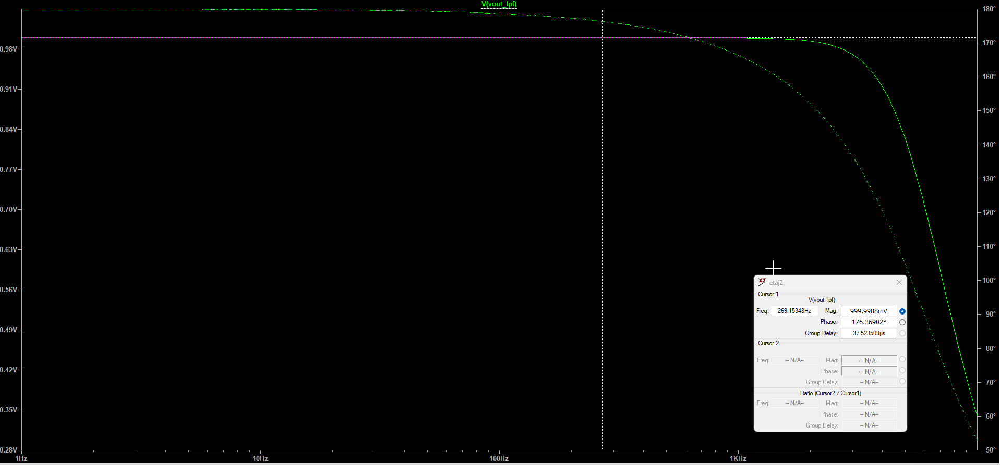 V(vout_lpf)
180°
0.98V
170°
160°
0.91V
150°
0.84V
140°
0.77V
130°
0.70V
120°
0.63V
110°
0.56V
100°
90°
0.49V
80°
0.42V
70°
0.35V
60°
0.28V
50°
1Hz 10Hz 100Hz 1KHz
etaj2
Cursor 1
V(vout_lpf)
Freq: 269.15348Hz Mag: 999.9988mV
Phase: 176.36902°
Group Delay: 37.523509µs
Cursor 2
Freq: -- N/A-- Mag: -- N/A--
Phase: -- N/A--
Group Delay: -- N/A--
Ratio (Cursor2 / Cursor1)
Freq: -- N/A-- Mag: -- N/A--
Phase: -- N/A--
Group Delay: -- N/A--